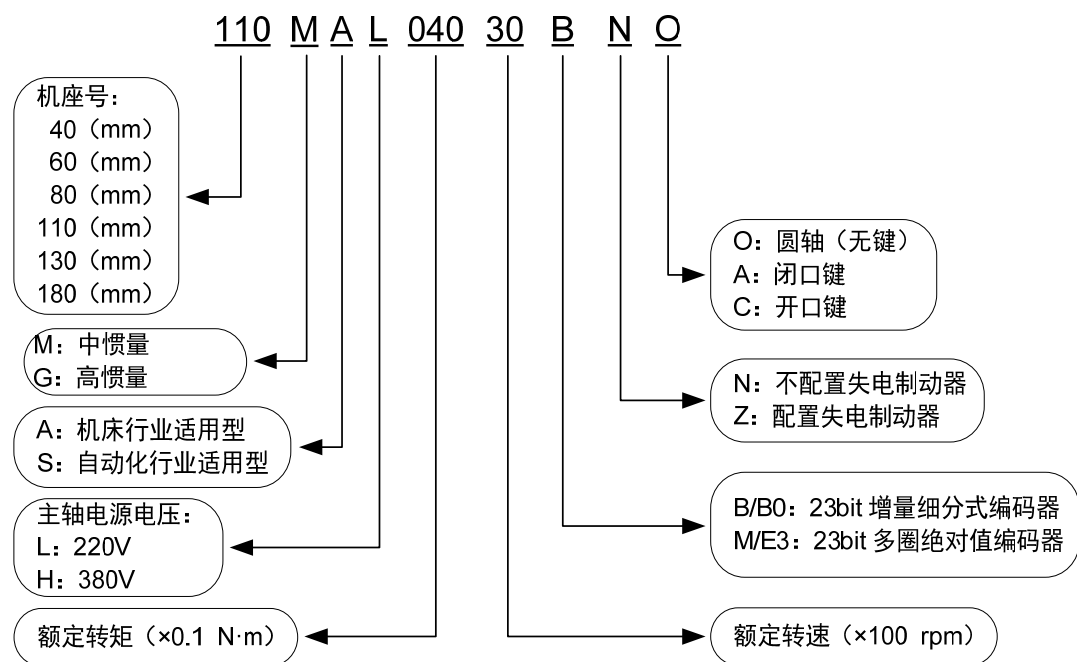 110 M A L 040 30 B N O
机座号：
40（mm）
60（mm）
80（mm）
110（mm）
130（mm）
180（mm）
M：中惯量
G：高惯量
A：机床行业适用型
S：自动化行业适用型
主轴电源电压：
L：220V
H：380V
额定转矩（×0.1 N·m）
O：圆轴（无键）
A：闭口键
C：开口键
N：不配置失电制动器
Z：配置失电制动器
B/B0：23bit 增量细分式编码器
M/E3：23bit 多圈绝对值编码器
额定转速（×100 rpm）